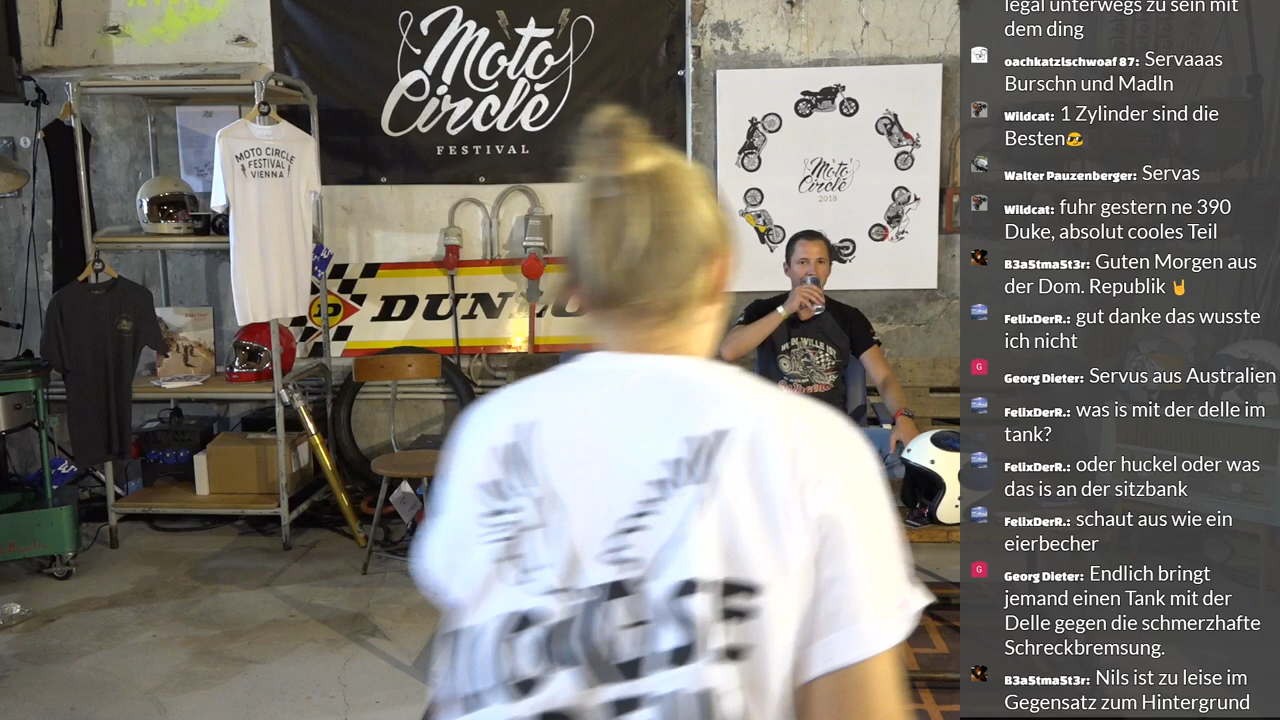 Moto
Circle
FESTIVAL
MOTO CIRCLE
FESTIVAL
VIENNA
Moto
Circle
2018
D
legal unterwegs zu sein mit
dem ding
oachkatzlschwoaf 87: Servaaas
Burschn und Madln
Wildcat: 1 Zylinder sind die
Besten
Walter Pauzenberger: Servas
Wildcat: fuhr gestern ne 390
Duke, absolut cooles Teil
B3a5tma5t3r: Guten Morgen aus
der Dom. Republik
FelixDerR.: gut danke das wusste
ich nicht
G
Georg Dieter: Servus aus Australien
FelixDerR.: was is mit der delle im
tank?
FelixDerR.: oder huckel oder was
das is an der sitzbank
FelixDerR.: schaut aus wie ein
eierbecher
G
Georg Dieter: Endlich bringt
jemand einen Tank mit der
Delle gegen die schmerzhafte
Schreckbremsung.
B3a5tma5t3r: Nils ist zu leise im
Gegensatz zum Hintergrund